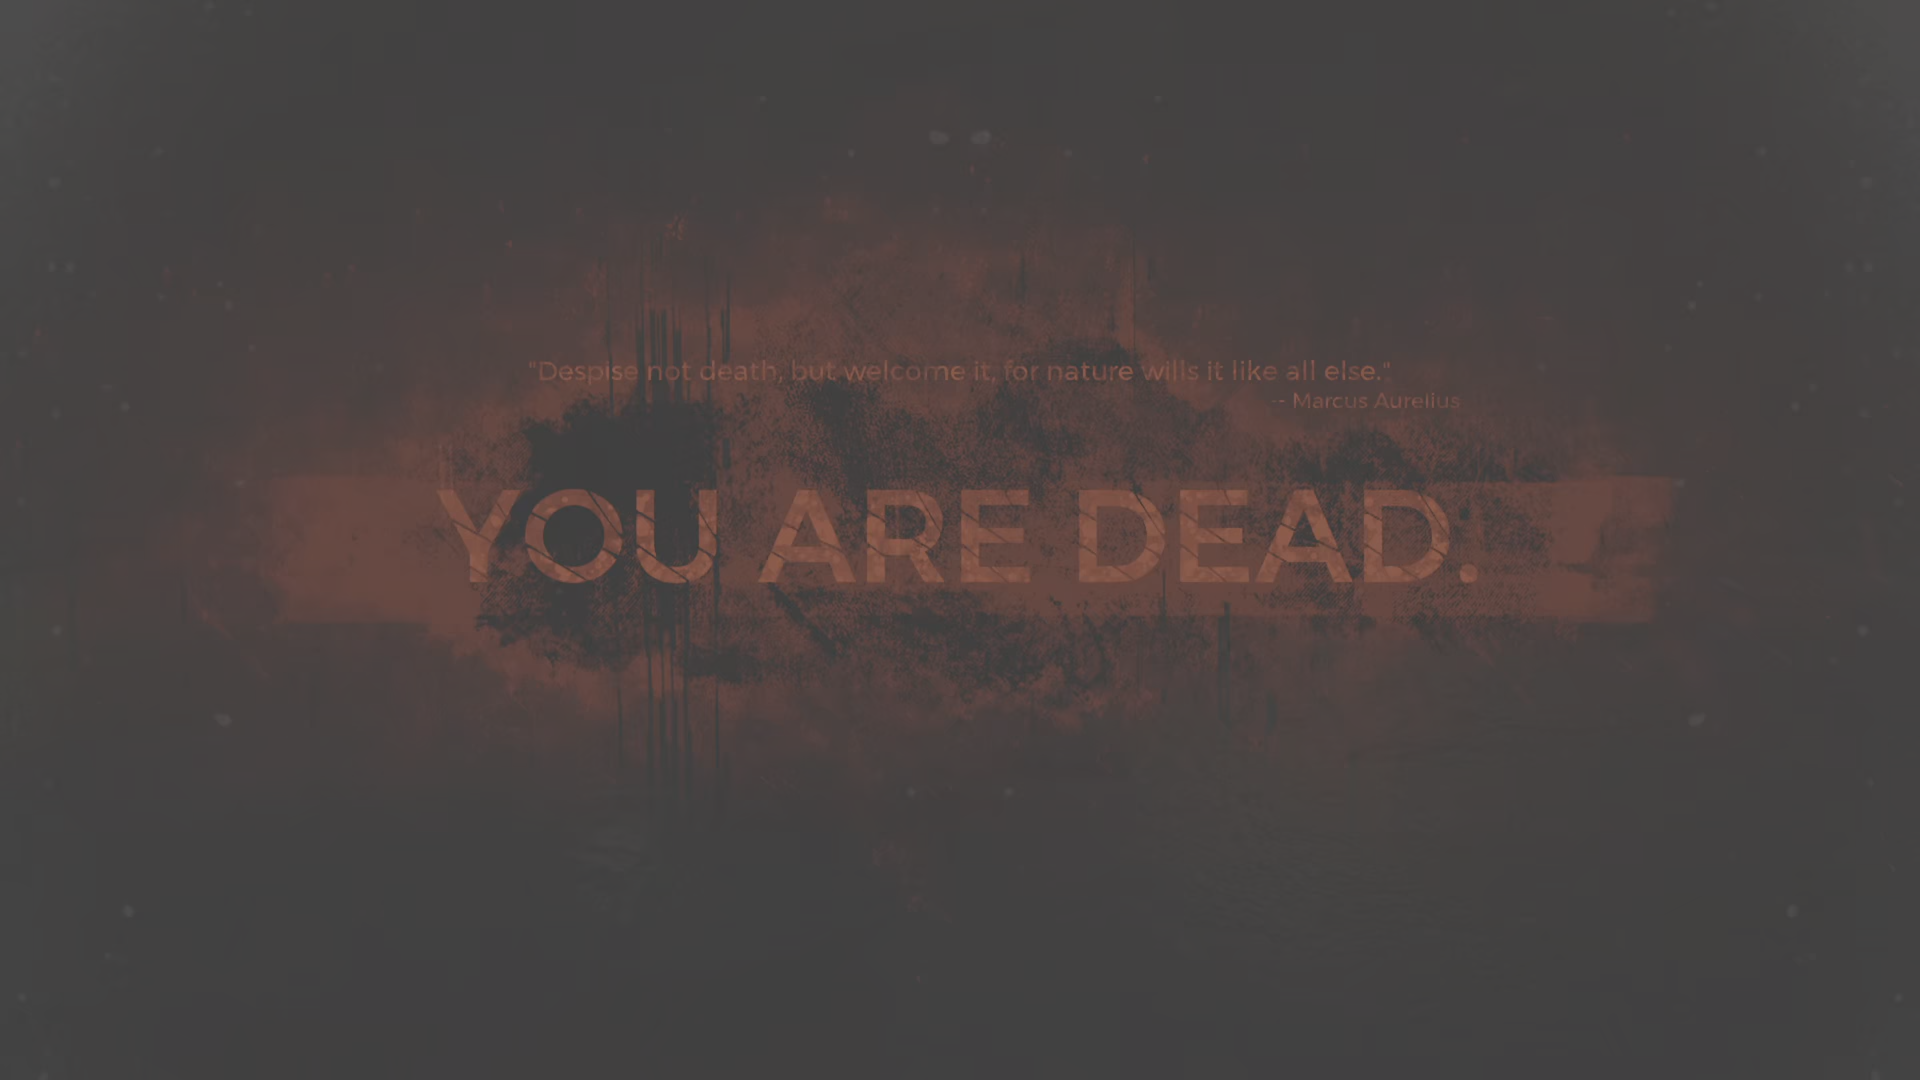 "Despise not death, but welcome it, for nature wills it like all else."
-- Marcus Aurelius
YOU ARE DEAD.